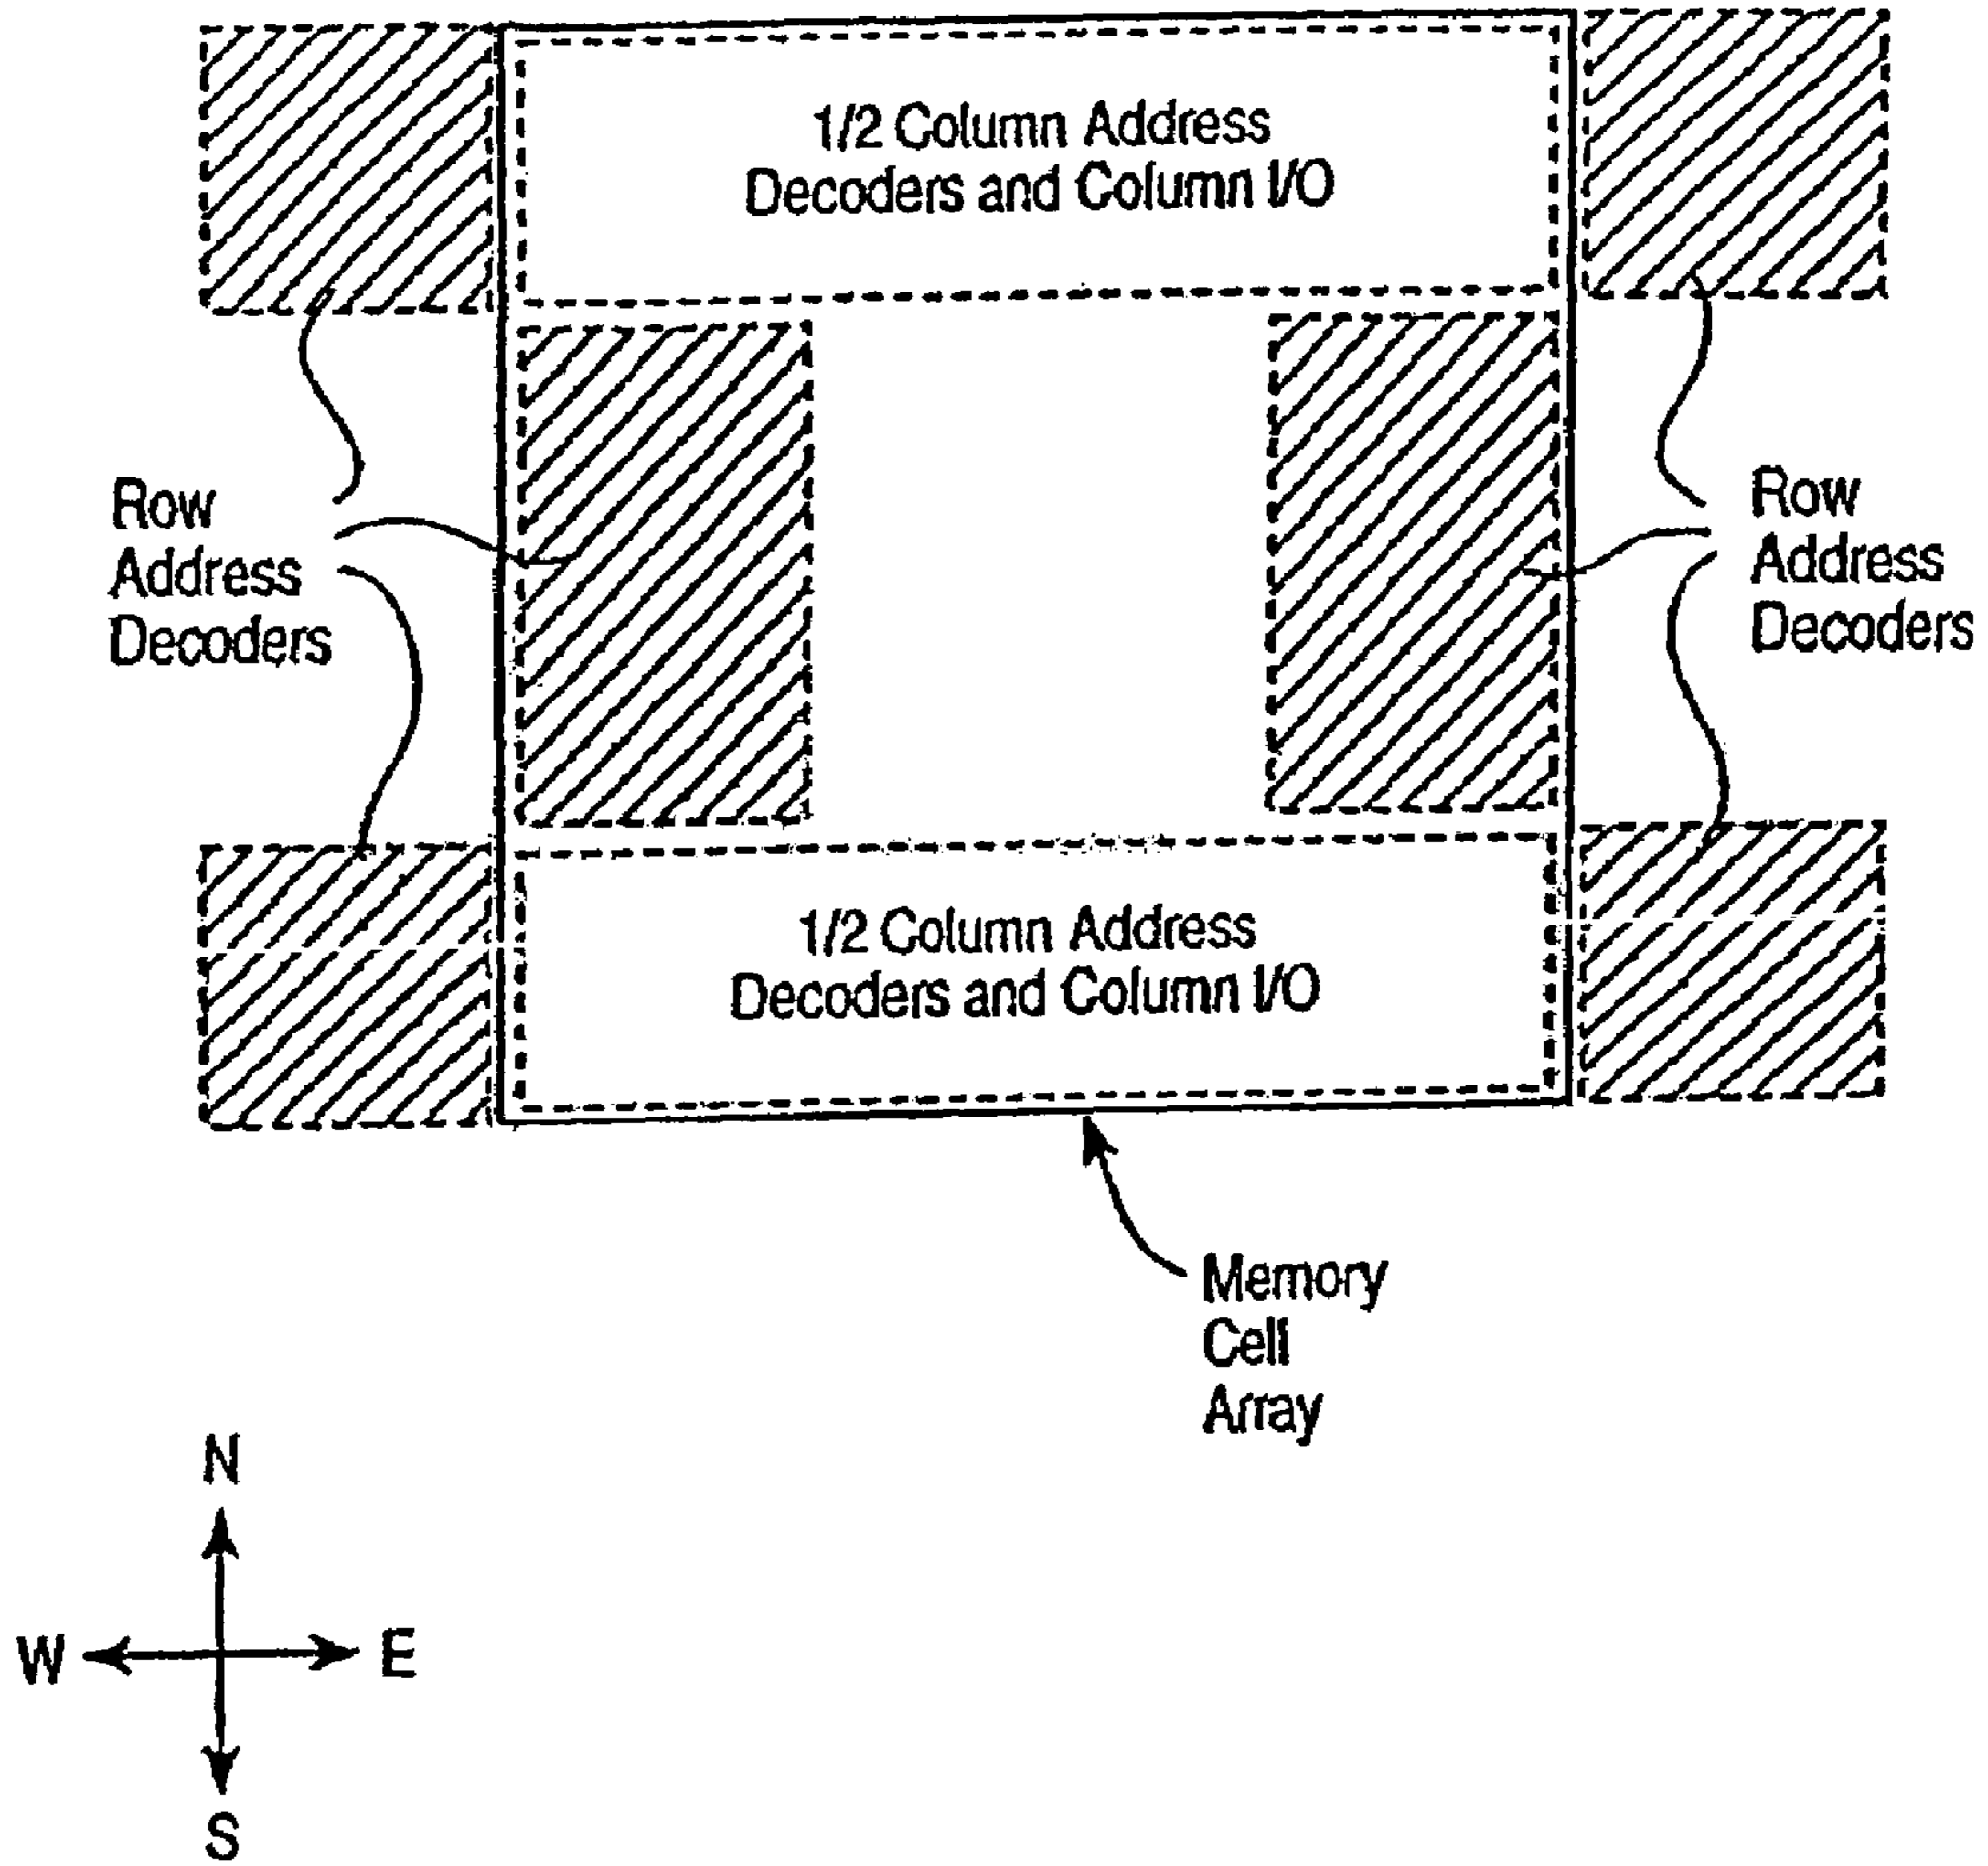 1/2 Column Address
Decoders and Column I/O
Row
Address
Decoders
Row
Address
Decoders
1/2 Column Address
Decoders and Column I/O
Memory
Cell
Array
N
W
E
S